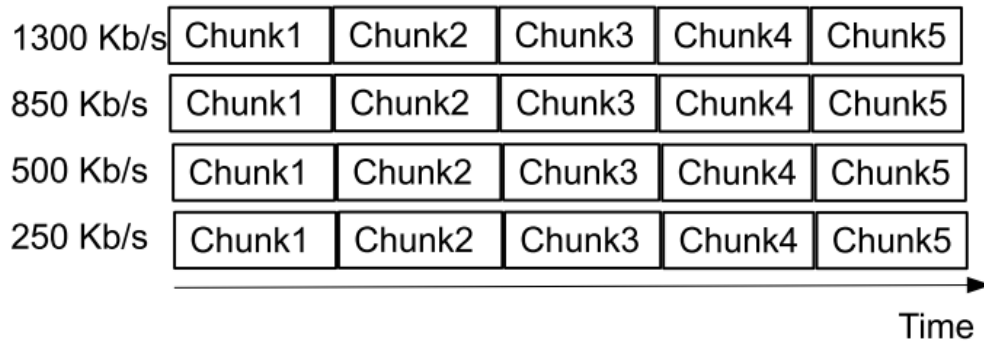 1300 Kb/s Chunk1 Chunk2 Chunk3 Chunk4 Chunk5
850 Kb/s Chunk1 Chunk2 Chunk3 Chunk4 Chunk5
500 Kb/s Chunk1 Chunk2 Chunk3 Chunk4 Chunk5
250 Kb/s Chunk1 Chunk2 Chunk3 Chunk4 Chunk5
Time